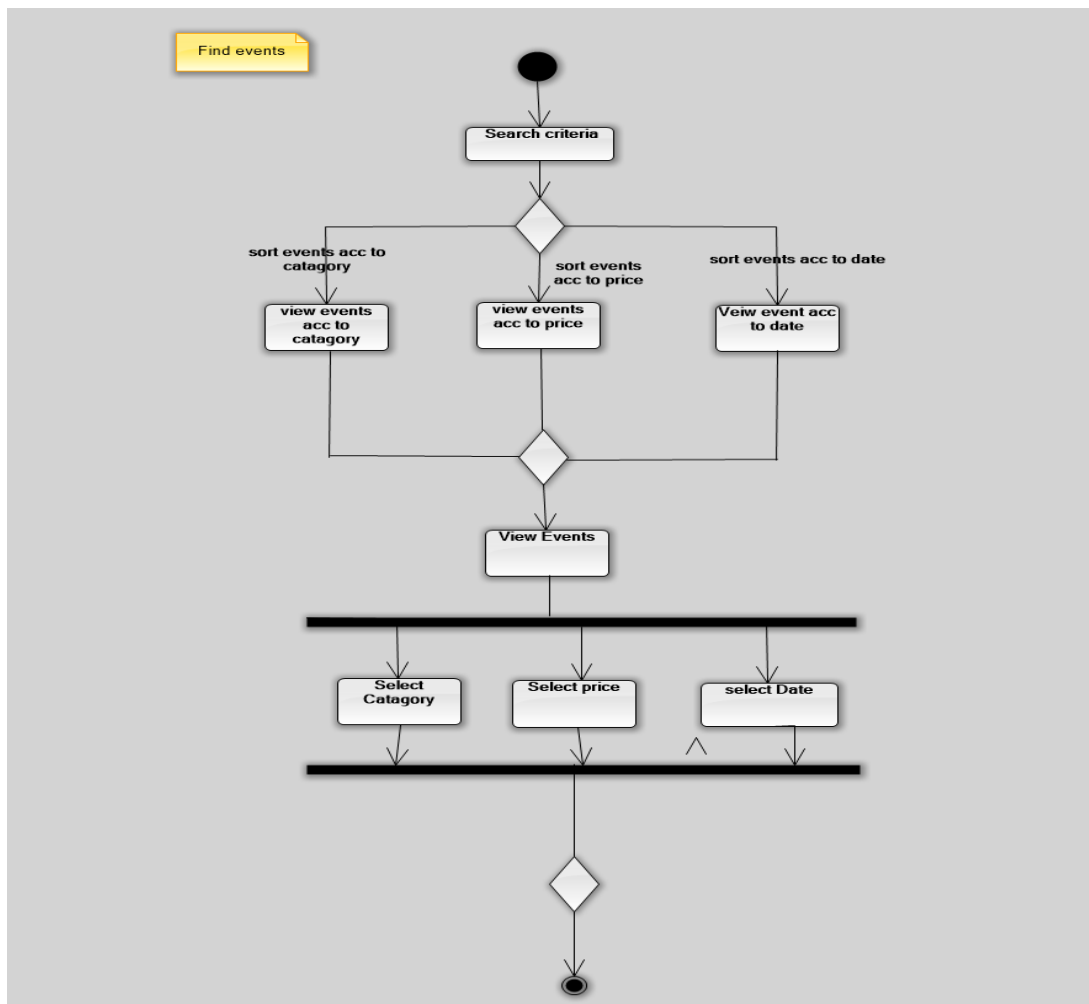 Find events
Search criteria
sort events acc to
catagory
sort events
acc to price
sort events acc to date
view events
acc to
catagory
view events
acc to price
Veiw event acc
to date
View Events
Select
Catagory
Select price
select Date